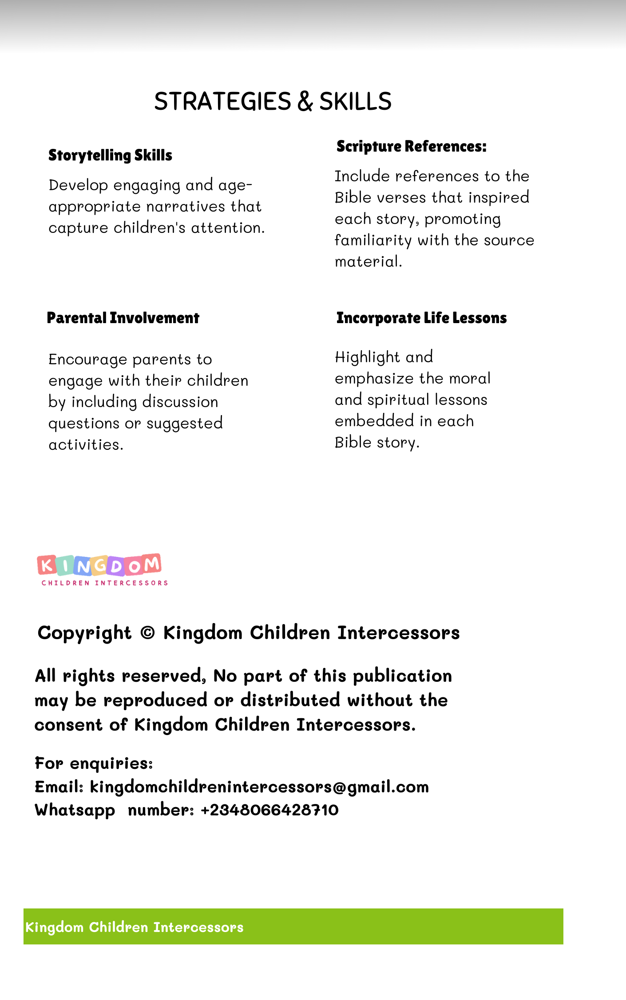 STRATEGIES & SKILLS
Storytelling Skills
Develop engaging and age-
appropriate narratives that
capture children's attention.
Scripture References:
Include references to the
Bible verses that inspired
each story, promoting
familiarity with the source
material.
Parental Involvement
Encourage parents to
engage with their children
by including discussion
questions or suggested
activities.
Incorporate Life Lessons
Highlight and
emphasize the moral
and spiritual lessons
embedded in each
Bible story.
KINGDOM
CHILDREN INTERCESSORS
Copyright © Kingdom Children Intercessors
All rights reserved, No part of this publication
may be reproduced or distributed without the
consent of Kingdom Children Intercessors.
For enquiries:
Email: kingdomchildrenintercessors@gmail.com
Whatsapp  number: +2348066428710
Kingdom Children Intercessors